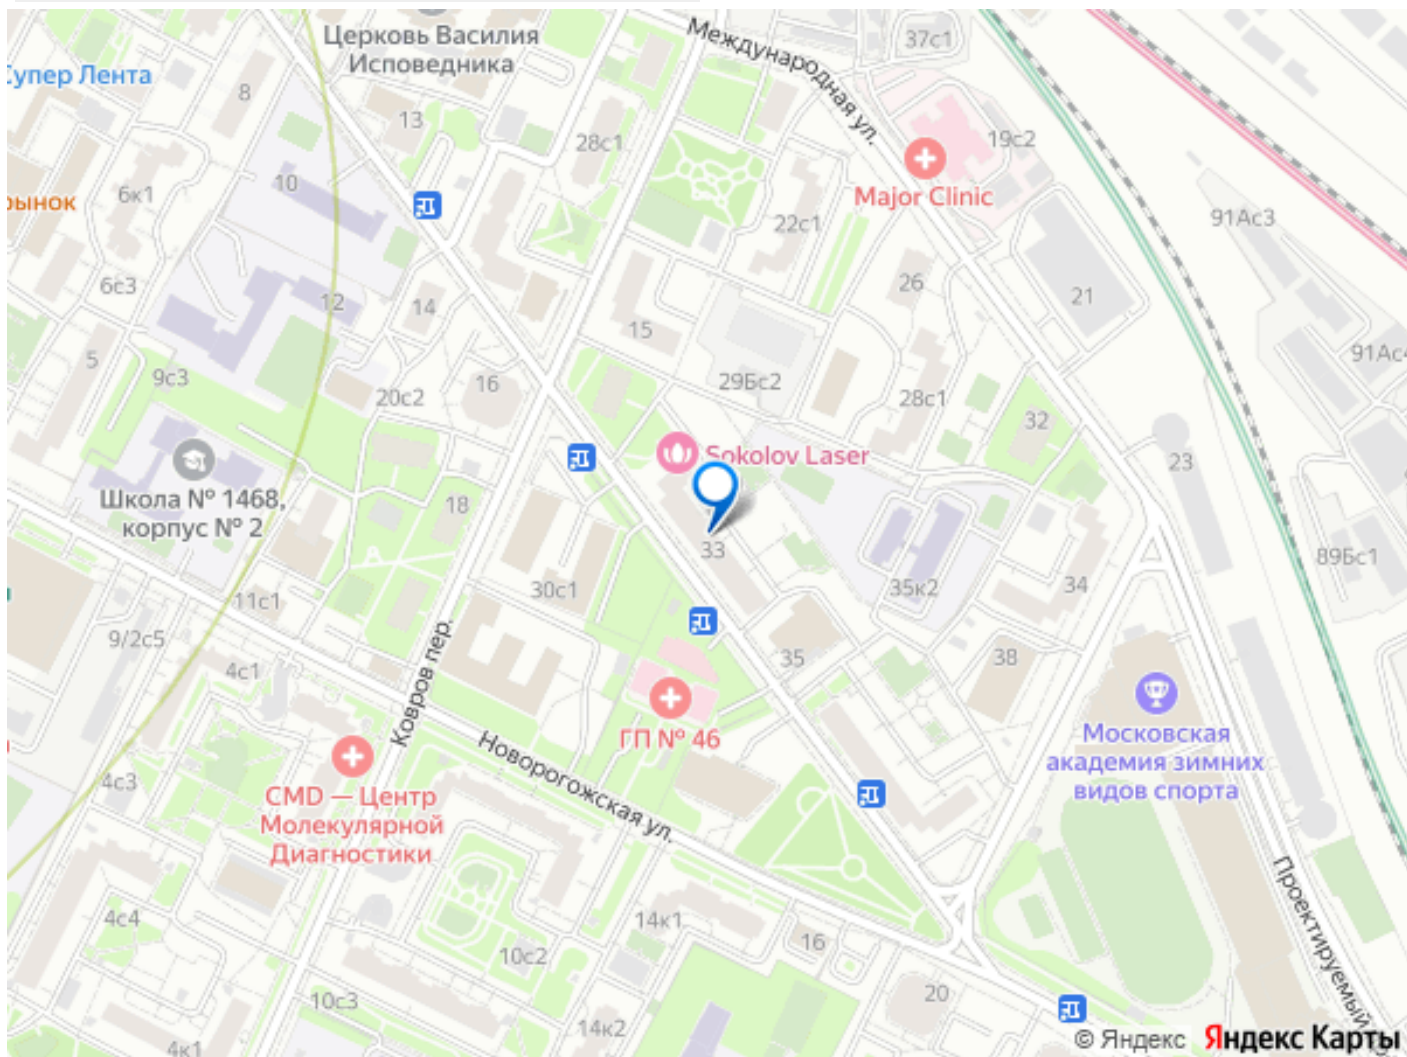 Церковь Василия
Исповедника
Международная ул.
37с1
Супер Лента
8
13
28с1
19с2
Major Clinic
10
6к1
рынок
22с1
91Ас3
6с3
12
14
26
21
15
5
9с3
20с2
16
29Бс2
28с1
91Ас4
32
Sokolov Laser
23
Школа № 1468,
корпус № 2
18
33
30с1
35к2
34
89Бс1
11с1
9/2с5
4с1
Ковров пер.
35
38
ГП № 46
Новорогожская ул.
Московская
академия зимних
видов спорта
4с3
CMD — Центр
Молекулярной
Диагностики
Проектируемый
4с4
14к1
16
10с2
10с3
20
14к2
4к1
© Яндекс Яндекс Карты